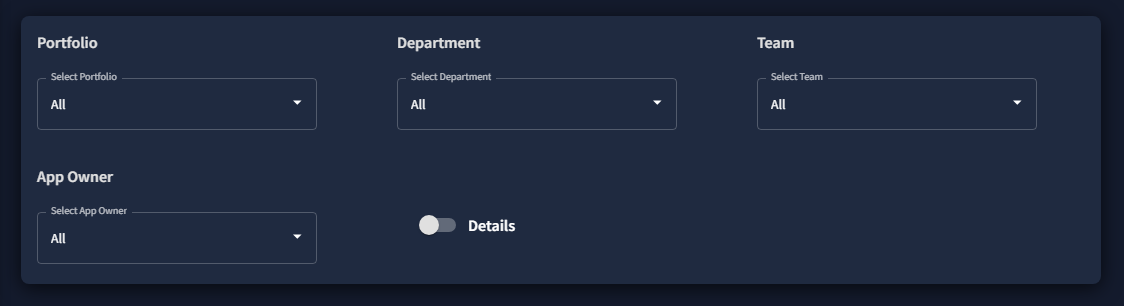 Portfolio
Department
Team
Select Portfolio
Select Department
Select Team
All
All
All
App Owner
Select App Owner
All
Details